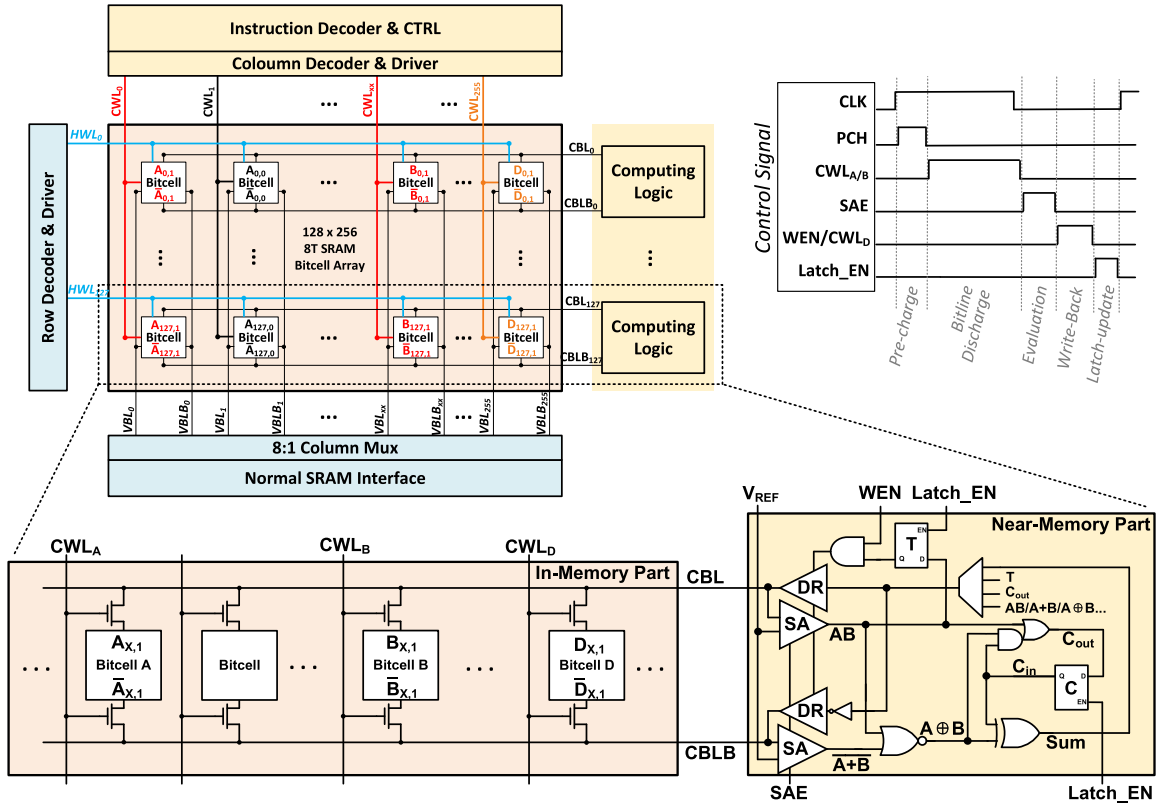 Instruction Decoder & CTRL
Coloumn Decoder & Driver
CWL0
CWL1
...
CWLxx
...
CWL255
Row Decoder & Driver
HWL0
A0,1
Bitcell
A̅0,1
A0,0
Bitcell
A̅0,0
...
B0,1
Bitcell
B̅0,1
...
D0,1
Bitcell
D̅0,1
CBL0
CBLB0
Computing
Logic
128 x 256
8T SRAM
Bitcell Array
HWL127
A127,1
Bitcell
A̅127,1
A127,0
Bitcell
A̅127,0
...
B127,1
Bitcell
B̅127,1
...
D127,1
Bitcell
D̅127,1
CBL127
CBLB127
Computing
Logic
VBL0
VBLB0
VBL1
VBLB1
...
VBLxx
VBLBxx
...
VBL255
VBLB255
8:1 Column Mux
Normal SRAM Interface
Control Signal
CLK
PCH
CWLA/B
SAE
WEN/CWLD
Latch_EN
Pre-charge
Bitline
Discharge
Evaluation
Write-Back
Latch-update
CWLA
CWLB
CWLD
In-Memory Part
CBL
...
AX,1
Bitcell A
A̅X,1
Bitcell
...
BX,1
Bitcell B
B̅X,1
...
DX,1
Bitcell D
D̅X,1
...
CBLB
VREF
WEN
Latch_EN
Near-Memory Part
EN
T
Q
D
DR
SA
AB
T
Cout
AB/A+B/A⊕B...
Cout
Cin
Q
D
C
EN
DR
SA
A̅+̅B̅
A⊕B
Sum
SAE
Latch_EN